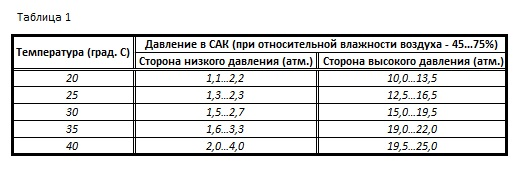 Таблица 1
Температура (град. С) Давление в САК (при относительной влажности воздуха - 45...75%)
Сторона низкого давления (атм.) Сторона высокого давления (атм.)
20 1,1...2,2 10,0...13,5
25 1,3...2,3 12,5...16,5
30 1,5...2,7 15,0...19,5
35 1,6...3,3 19,0...22,0
40 2,0...4,0 19,5...25,0